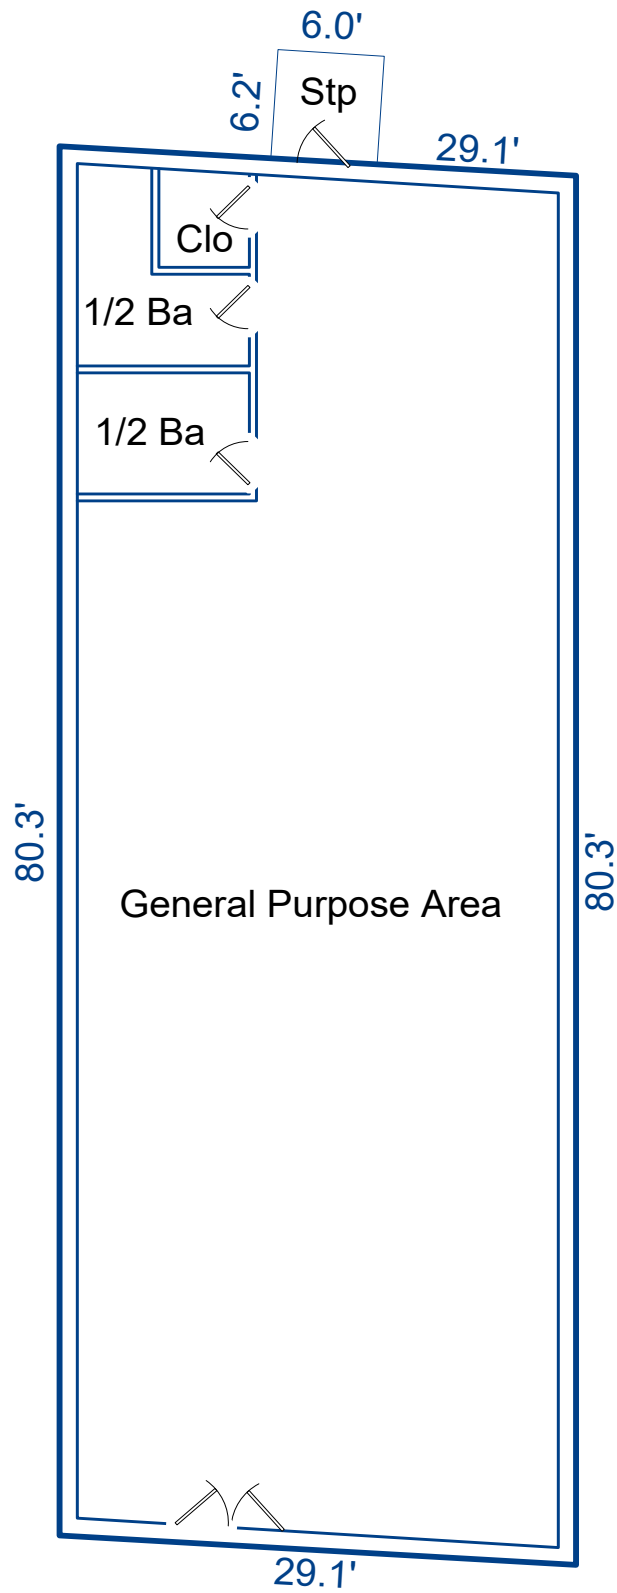 6.0'
6.2'
Stp
29.1'
Clo
1/2 Ba
1/2 Ba
80.3'
80.3'
General Purpose Area
29.1'